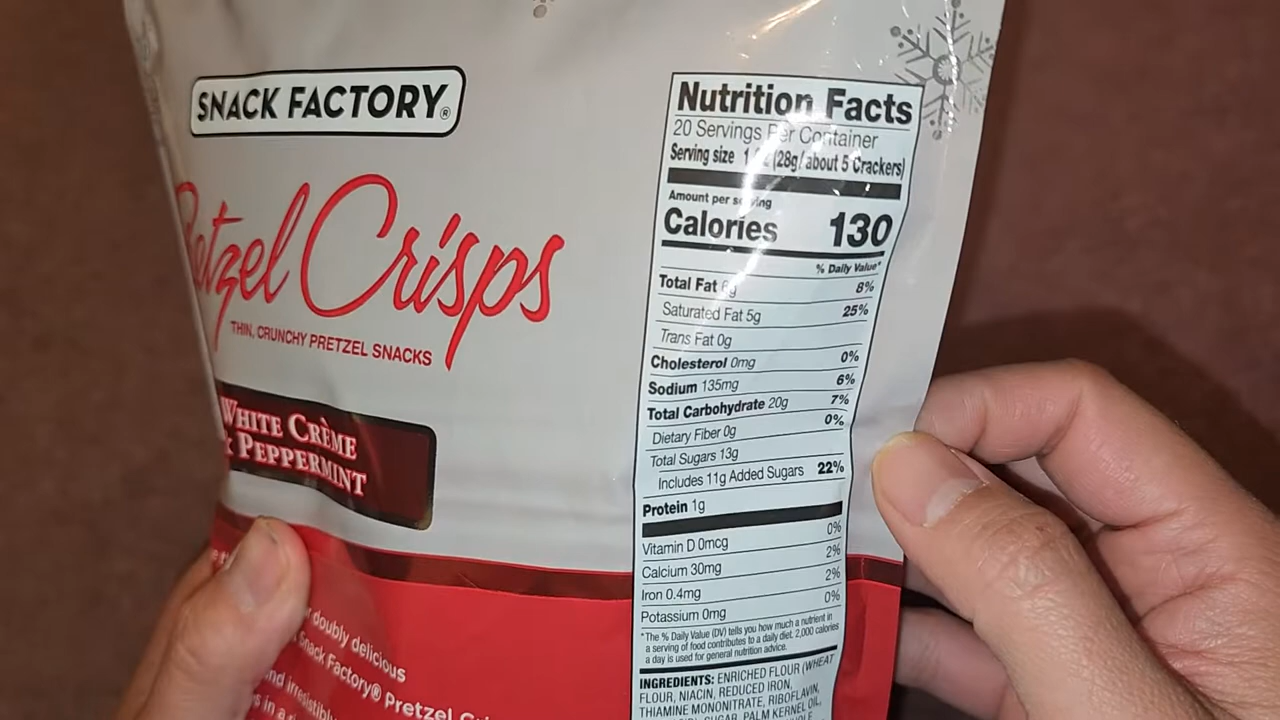 SNACK FACTORY®
Pretzel Crisps
THIN, CRUNCHY PRETZEL SNACKS
WHITE CRÈME
& PEPPERMINT
doubly delicious
Snack Factory® Pretzel
irresistibly
in a
Nutrition Facts
20 Servings Per Container
Serving size 1 (28g/about 5 Crackers)
Amount per serving
Calories 130
% Daily Value*
Total Fat 6g 8%
Saturated Fat 5g 25%
Trans Fat 0g
Cholesterol 0mg 0%
Sodium 135mg 6%
Total Carbohydrate 20g 7%
Dietary Fiber 0g 0%
Total Sugars 13g
Includes 11g Added Sugars 22%
Protein 1g
Vitamin D 0mcg 0%
Calcium 30mg 2%
Iron 0.4mg 2%
Potassium 0mg 0%
*The % Daily Value (DV) tells you how much a nutrient in
a serving of food contributes to a daily diet. 2,000 calories
a day is used for general nutrition advice.
INGREDIENTS: ENRICHED FLOUR (WHEAT
FLOUR, NIACIN, REDUCED IRON,
THIAMINE MONONITRATE, RIBOFLAVIN,
SUGAR, PALM KERNEL OIL,